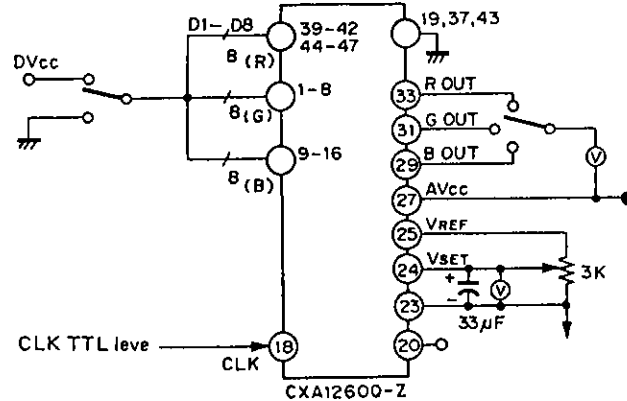 D1-D8
8 (R)
39-42
44-47
19,37,43
DVcc
8 (G)
1-8
8 (B)
9-16
33 R OUT
31 G OUT
29 B OUT
V
27 AVcc
25 VREF
24 VSET
+
-
V
3K
23
33µF
CLK TTL leve
CLK
18
20
CXA1260Q-Z